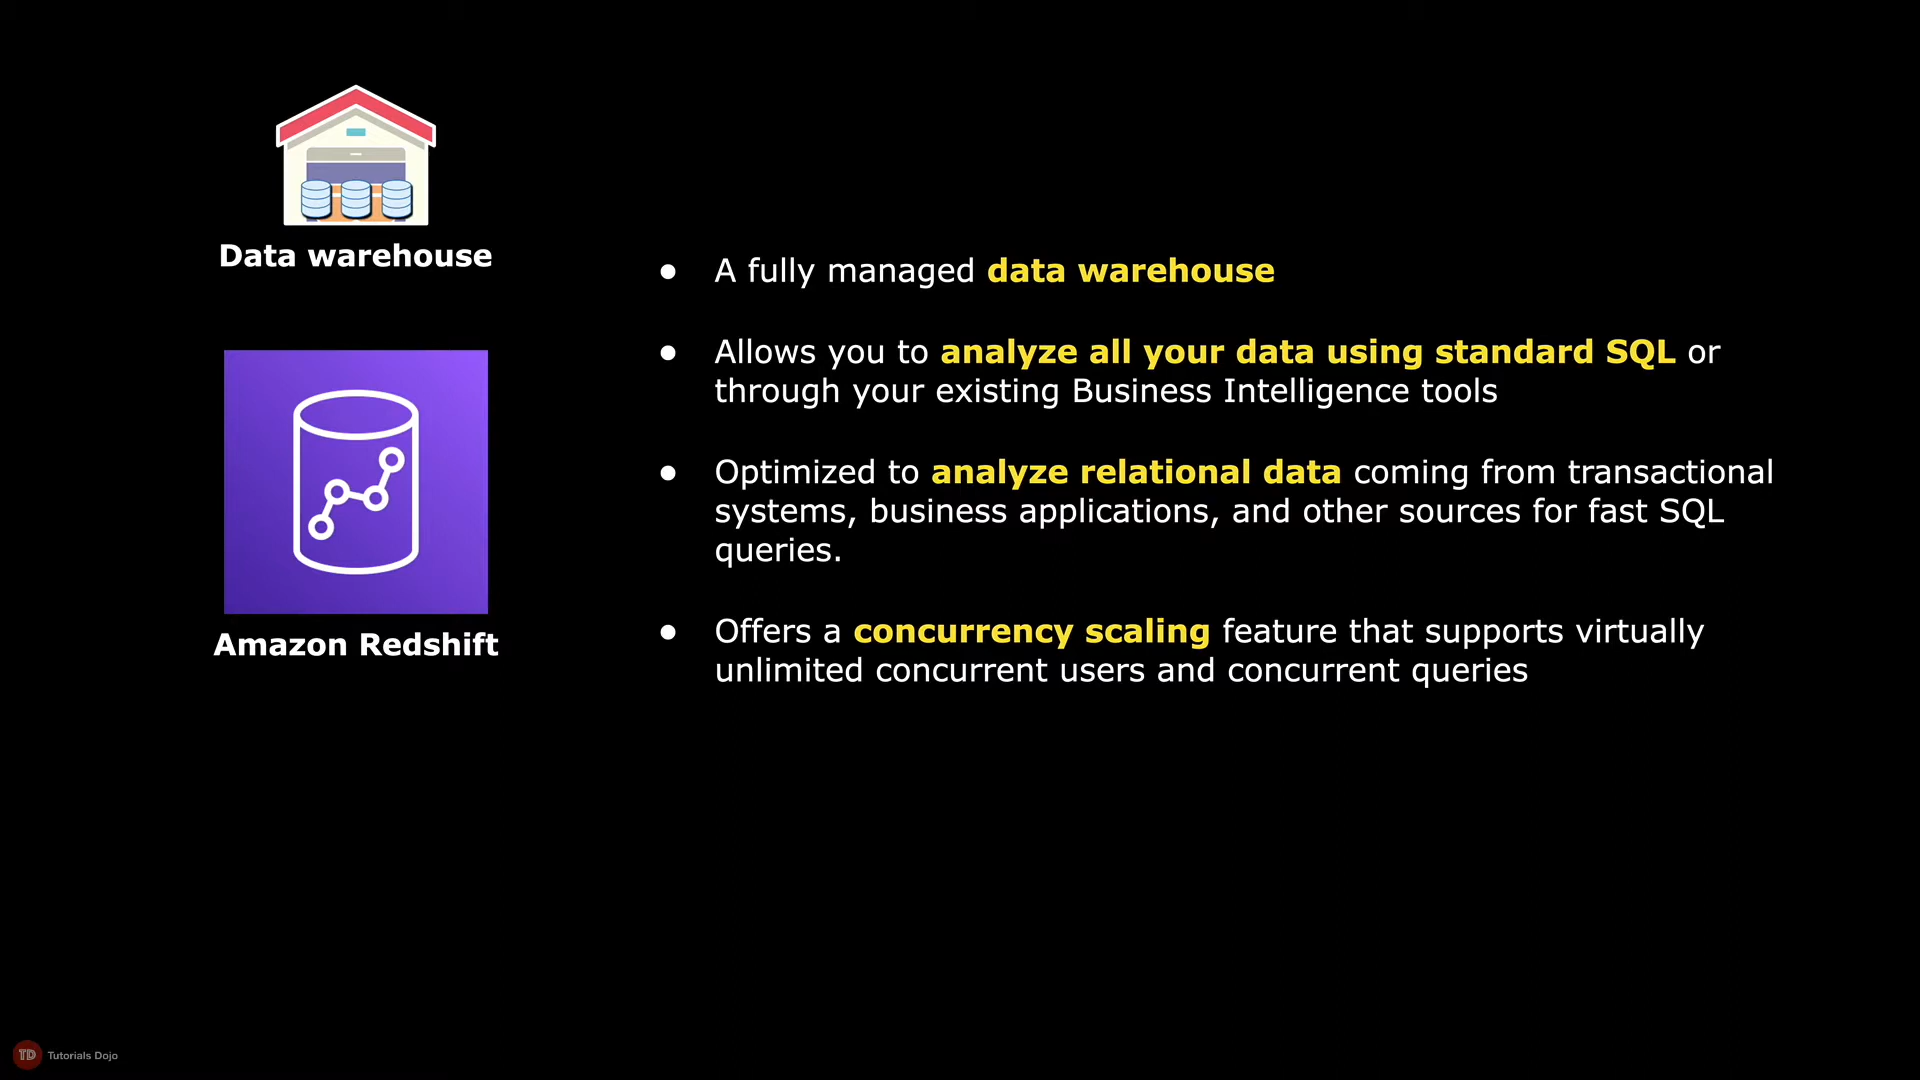 Data warehouse
Amazon Redshift
● A fully managed data warehouse
● Allows you to analyze all your data using standard SQL or
through your existing Business Intelligence tools
● Optimized to analyze relational data coming from transactional
systems, business applications, and other sources for fast SQL
queries.
● Offers a concurrency scaling feature that supports virtually
unlimited concurrent users and concurrent queries
TD Tutorials Dojo